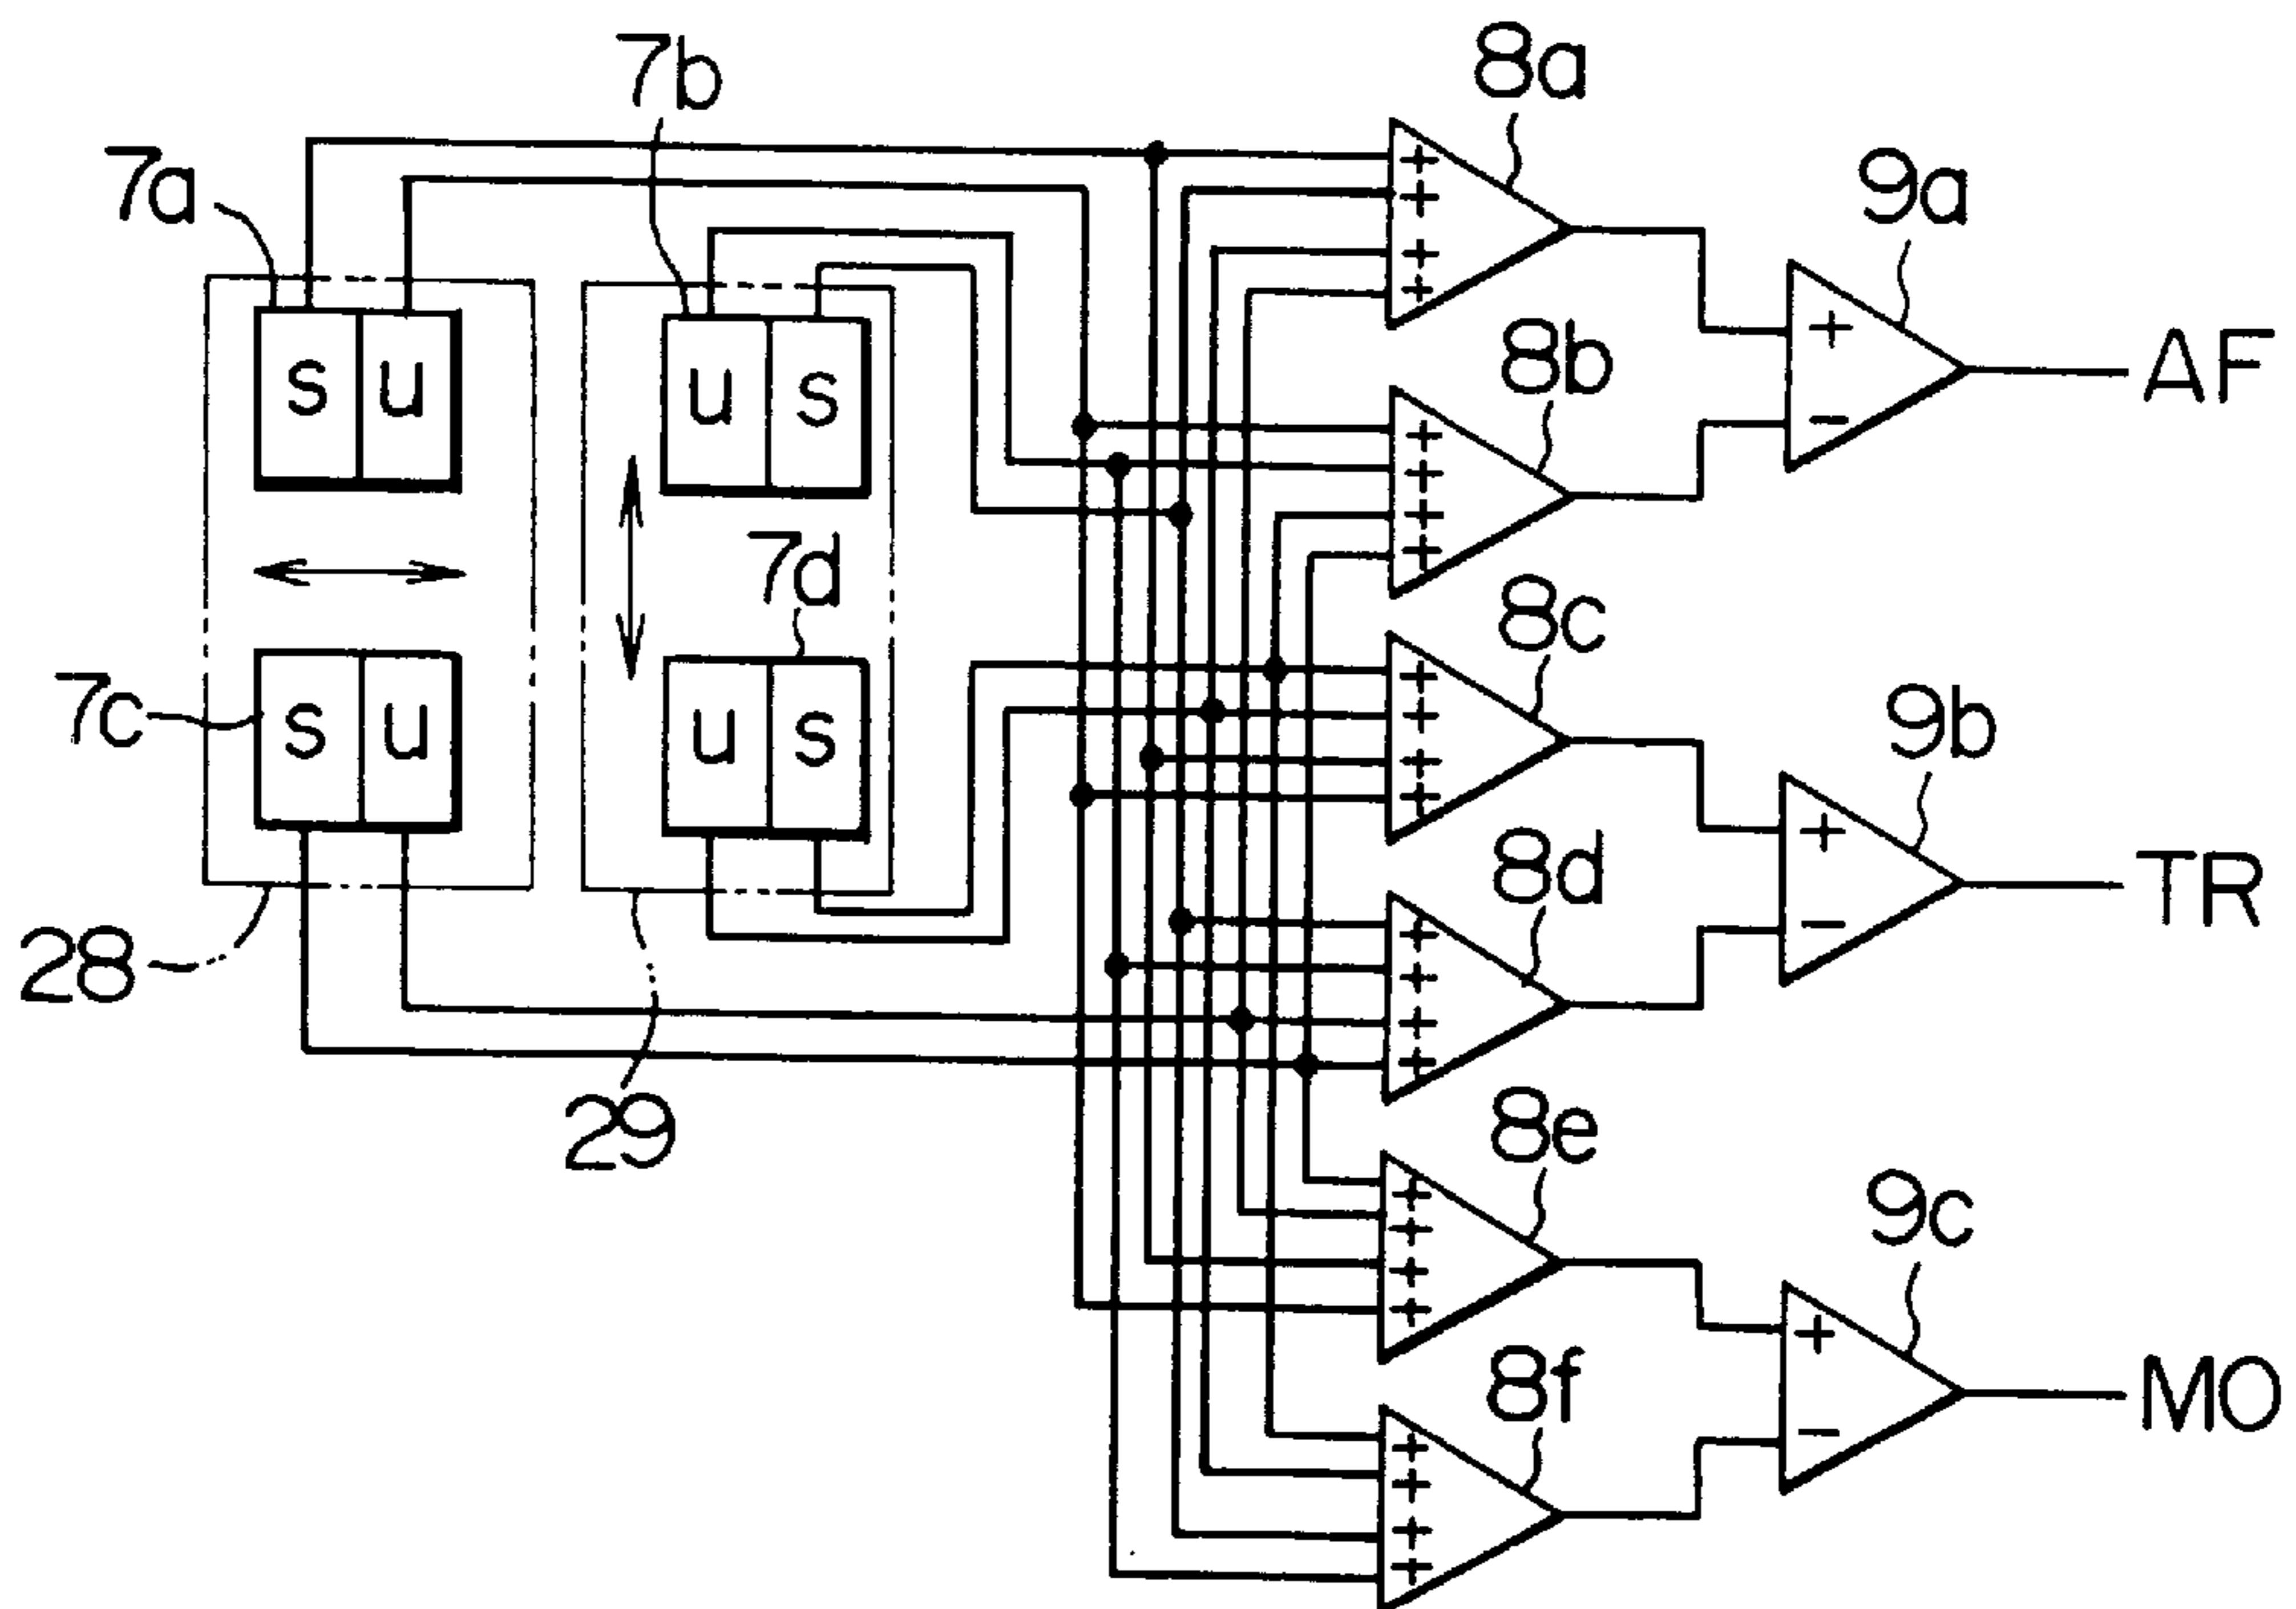 7b
8a
7a
9a
s u
u s
8b
AF
7d
8c
7c
s u
u s
9b
8d
TR
28
29
8e
9c
8f
MO
+
+
+
+
+
+
+
+
+
−
+
+
+
+
+
+
+
+
+
−
+
+
+
+
+
+
+
+
+
−